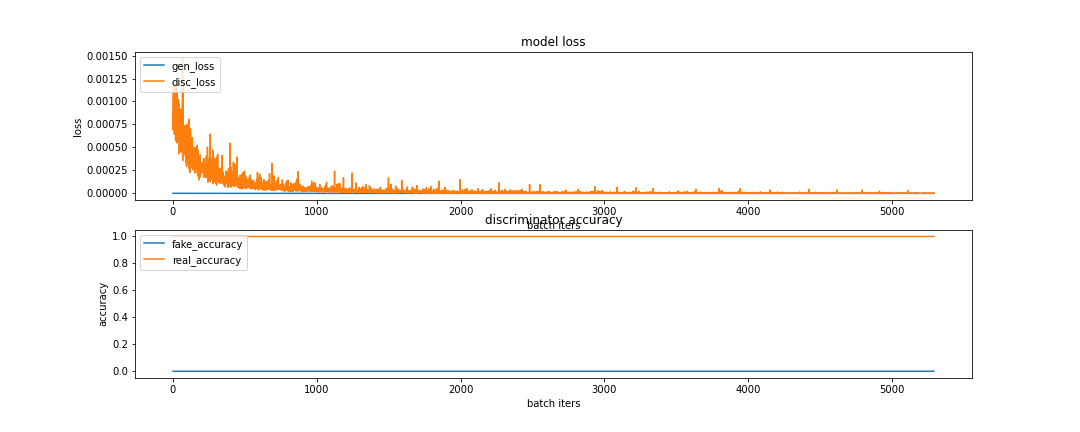 model loss
0.00150
0.00125
0.00100
0.00075
0.00050
0.00025
0.00000
loss
gen_loss
disc_loss
0 1000 2000 3000 4000 5000
batch iters
discriminator accuracy
1.0
0.8
0.6
0.4
0.2
0.0
accuracy
fake_accuracy
real_accuracy
0 1000 2000 3000 4000 5000
batch iters